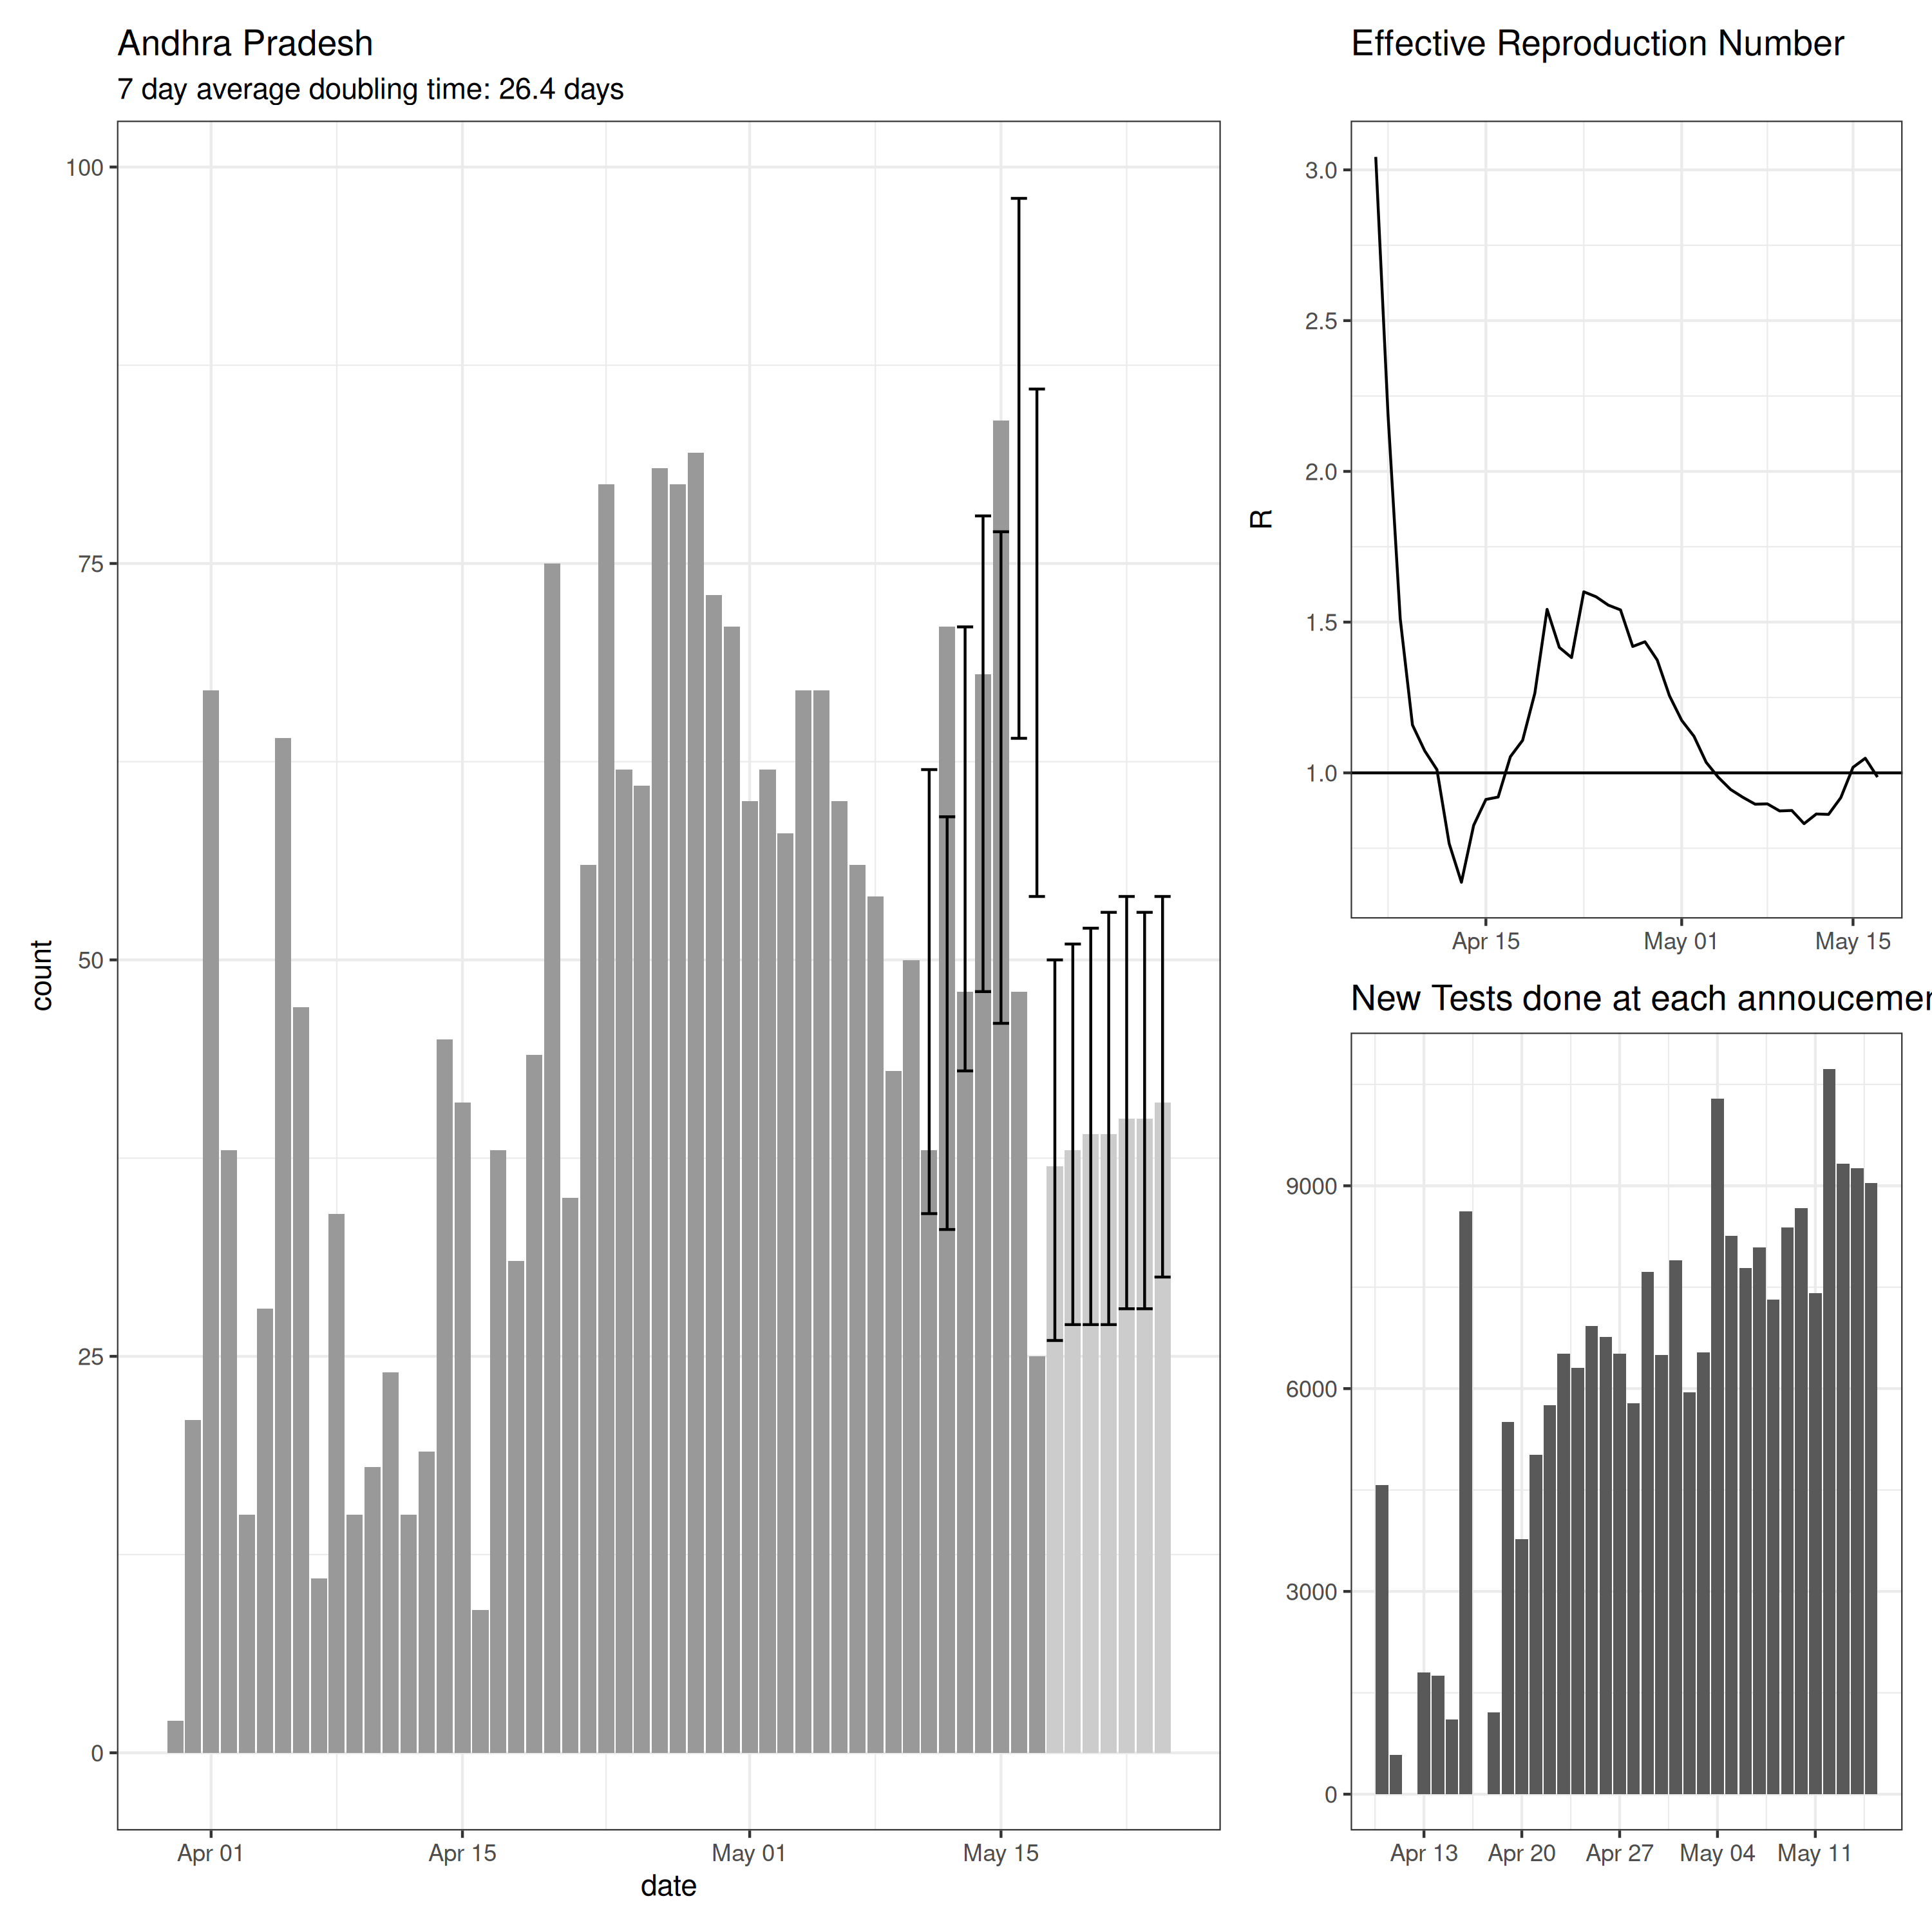 Andhra Pradesh
7 day average doubling time: 26.4 days
100
75
50
25
0
count
Apr 01
Apr 15
May 01
May 15
date
Effective Reproduction Number
3.0
2.5
2.0
1.5
1.0
R
Apr 15
May 01
May 15
New Tests done at each annoucemen
9000
6000
3000
0
Apr 13
Apr 20
Apr 27
May 04
May 11